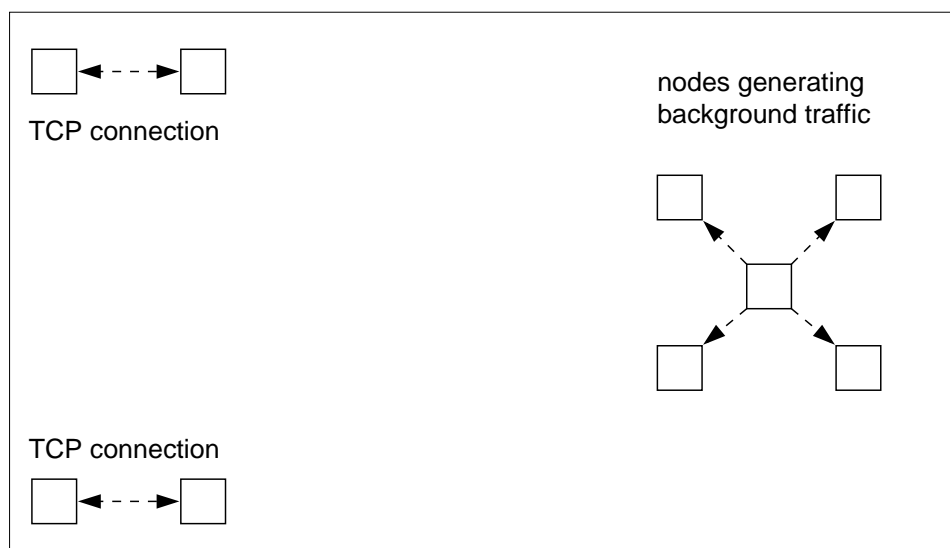 TCP connection
nodes generating
background traffic
TCP connection